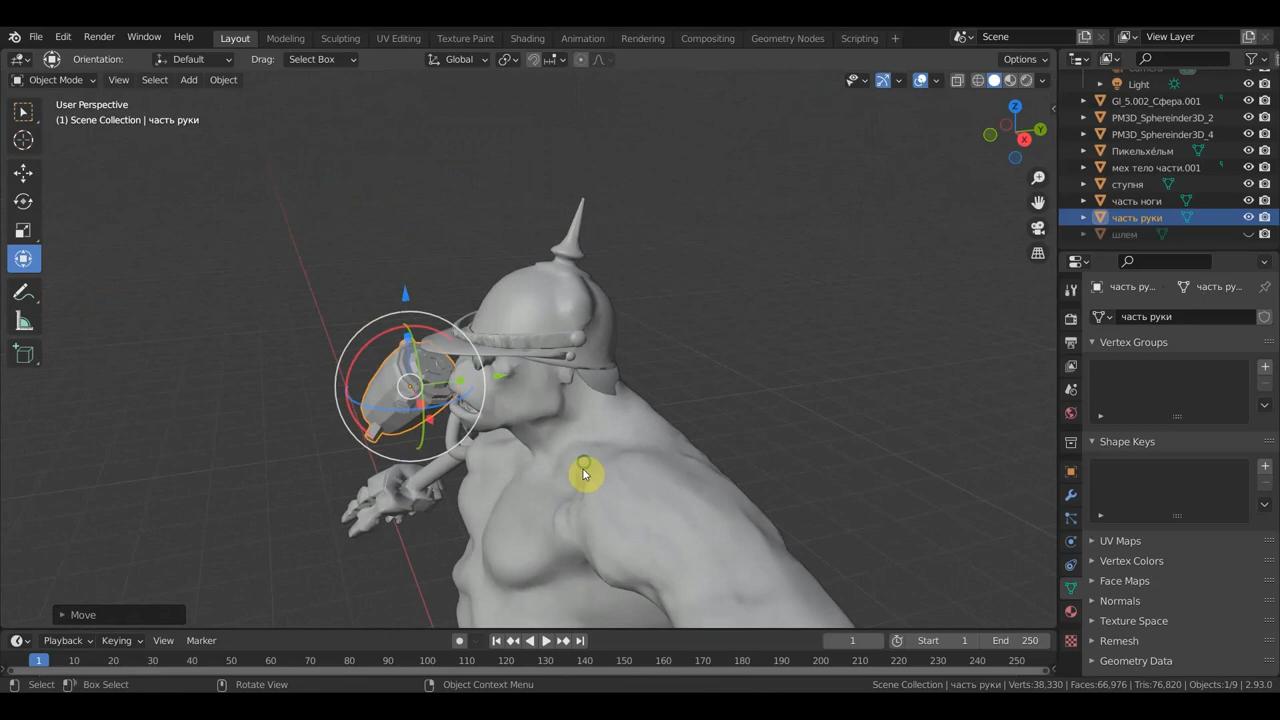 File Edit Render Window Help Layout Modeling Sculpting UV Editing Texture Paint Shading Animation Rendering Compositing Geometry Nodes Scripting + Scene View Layer
Orientation: Default Drag: Select Box Global Options
Object Mode View Select Add Object
User Perspective
(1) Scene Collection | часть руки
Z
Y
X
Light
GI_5.002_Сфера.001
PM3D_Sphereinder3D_2
PM3D_Sphereinder3D_4
Пикельхе́льм
мех тело части.001
ступня
часть ноги
часть руки
шлем
часть ру... часть ру...
часть руки
Vertex Groups
Shape Keys
UV Maps
Vertex Colors
Face Maps
Normals
Texture Space
Remesh
Geometry Data
Move
Playback Keying View Marker 1 Start 1 End 250
1 10 20 30 40 50 60 70 80 90 100 110 120 130 140 150 160 170 180 190 200 210 220 230 240 250
Select Box Select Rotate View Object Context Menu Scene Collection | часть руки | Verts:38,330 | Faces:66,976 | Tris:76,820 | Objects:1/9 | 2.93.0